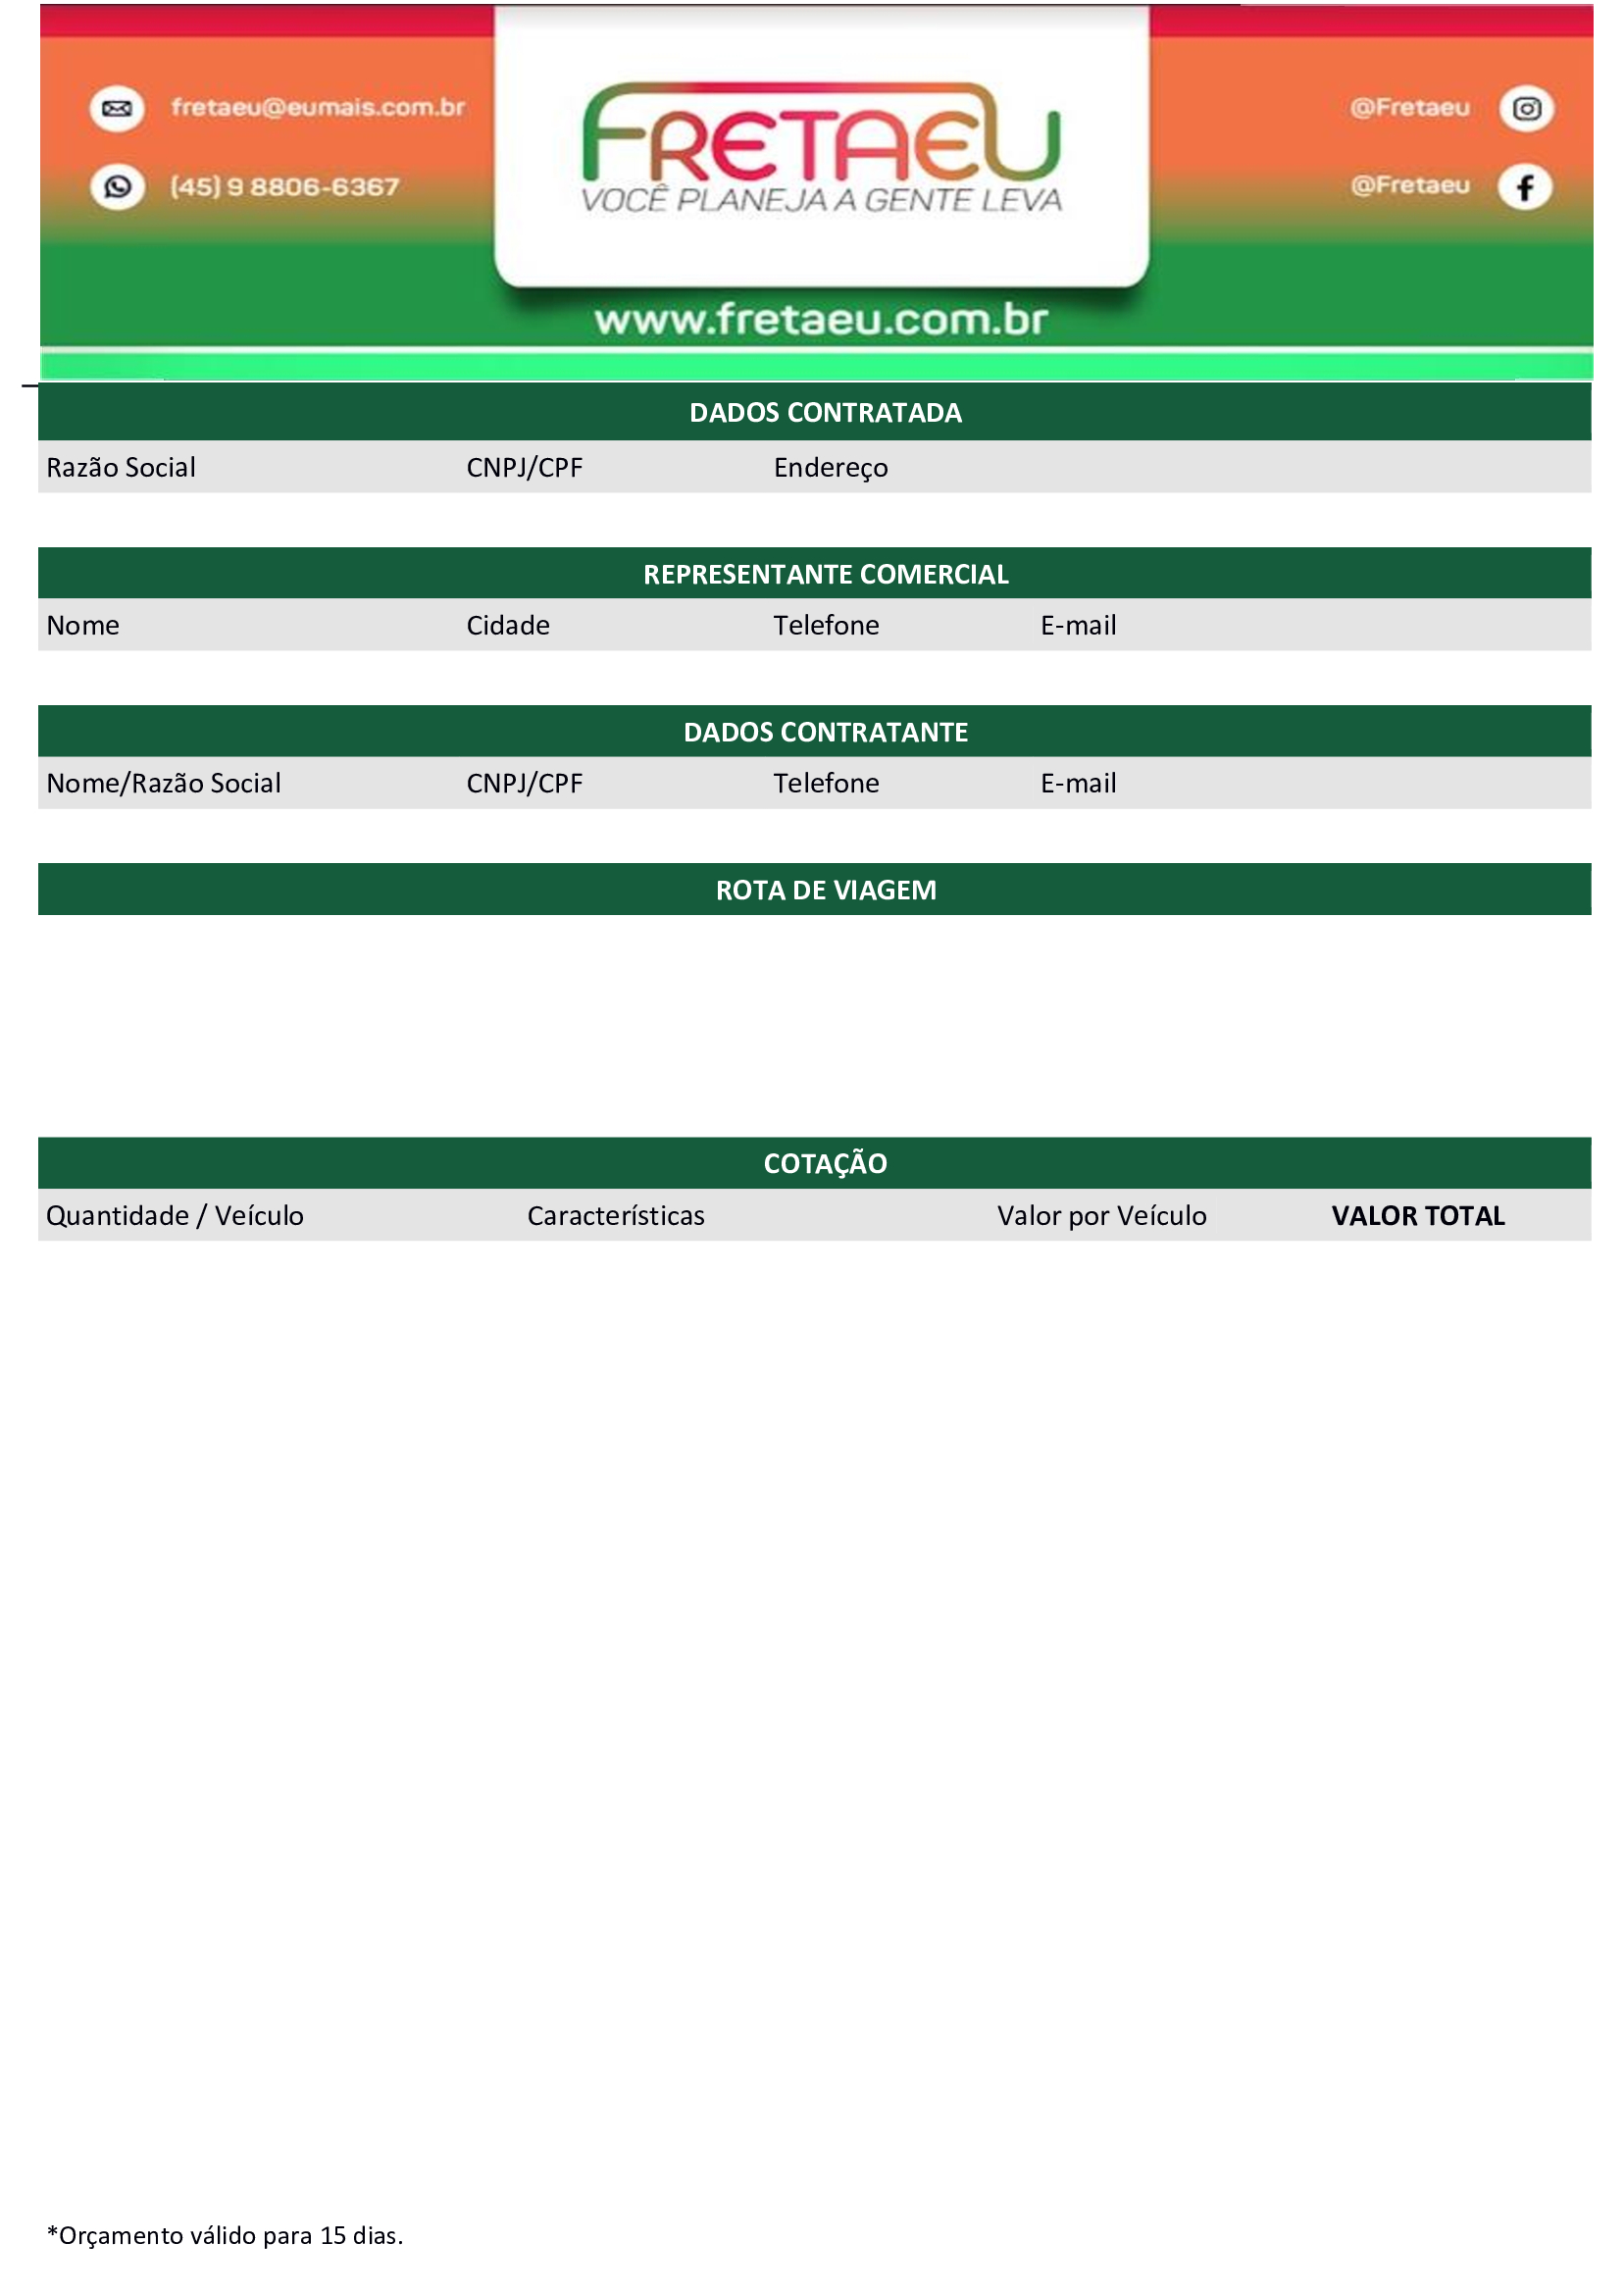 fretaeu@eumais.com.br
(45) 9 8806-6367
FRETAEU
VOCÊ PLANEJA A GENTE LEVA
@Fretaeu
@Fretaeu
www.fretaeu.com.br
DADOS CONTRATADA
Razão Social CNPJ/CPF Endereço
REPRESENTANTE COMERCIAL
Nome Cidade Telefone E-mail
DADOS CONTRATANTE
Nome/Razão Social CNPJ/CPF Telefone E-mail
ROTA DE VIAGEM
COTAÇÃO
Quantidade / Veículo Características Valor por Veículo VALOR TOTAL
*Orçamento válido para 15 dias.